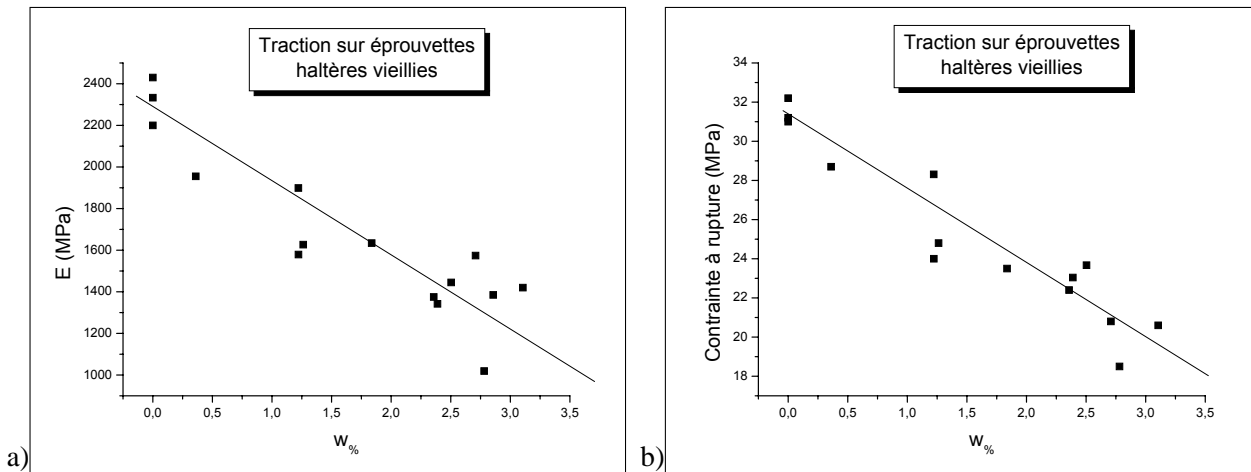 Traction sur éprouvettes
haltères vieillies
2400
2200
2000
1800
1600
1400
1200
1000
E (MPa)
0,0 0,5 1,0 1,5 2,0 2,5 3,0 3,5
w%
a)
Traction sur éprouvettes
haltères vieillies
34
32
30
28
26
24
22
20
18
Contrainte à rupture (MPa)
0,0 0,5 1,0 1,5 2,0 2,5 3,0 3,5
w%
b)